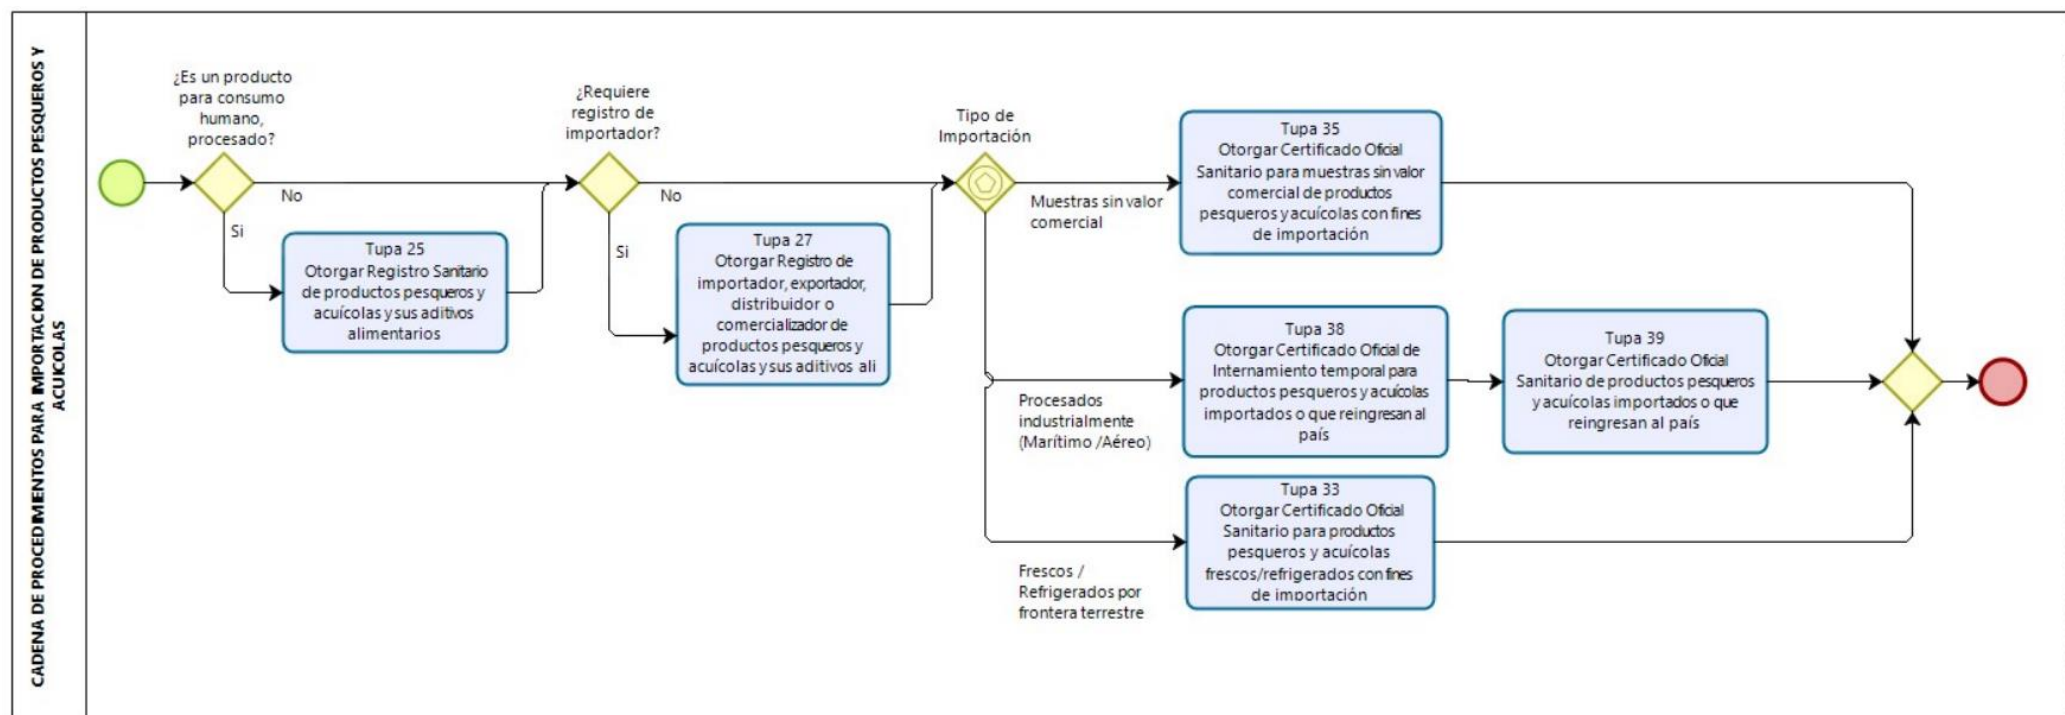 CADENA DE PROCEDIMIENTOS PARA IMPORTACION DE PRODUCTOS PESQUEROS Y
ACUICOLAS
¿Es un producto
para consumo
humano,
procesado?
No
Si
Tupa 25
Otorgar Registro Sanitario
de productos pesqueros y
acuícolas y sus aditivos
alimentarios
¿Requiere
registro de
importador?
No
Si
Tupa 27
Otorgar Registro de
importador, exportador,
distribuidor o
comercializador de
productos pesqueros y
acuícolas y sus aditivos ali
Tipo de
Importación
Muestras sin valor
comercial
Tupa 35
Otorgar Certificado Oficial
Sanitario para muestras sin valor
comercial de productos
pesqueros y acuícolas con fines
de importación
Procesados
industrialmente
(Marítimo /Aéreo)
Tupa 38
Otorgar Certificado Oficial de
Internamiento temporal para
productos pesqueros y acuícolas
importados o que reingresan al
país
Tupa 39
Otorgar Certificado Oficial
Sanitario de productos pesqueros
y acuícolas importados o que
reingresan al país
Frescos /
Refrigerados por
frontera terrestre
Tupa 33
Otorgar Certificado Oficial
Sanitario para productos
pesqueros y acuícolas
frescos/refrigerados con fines
de importación